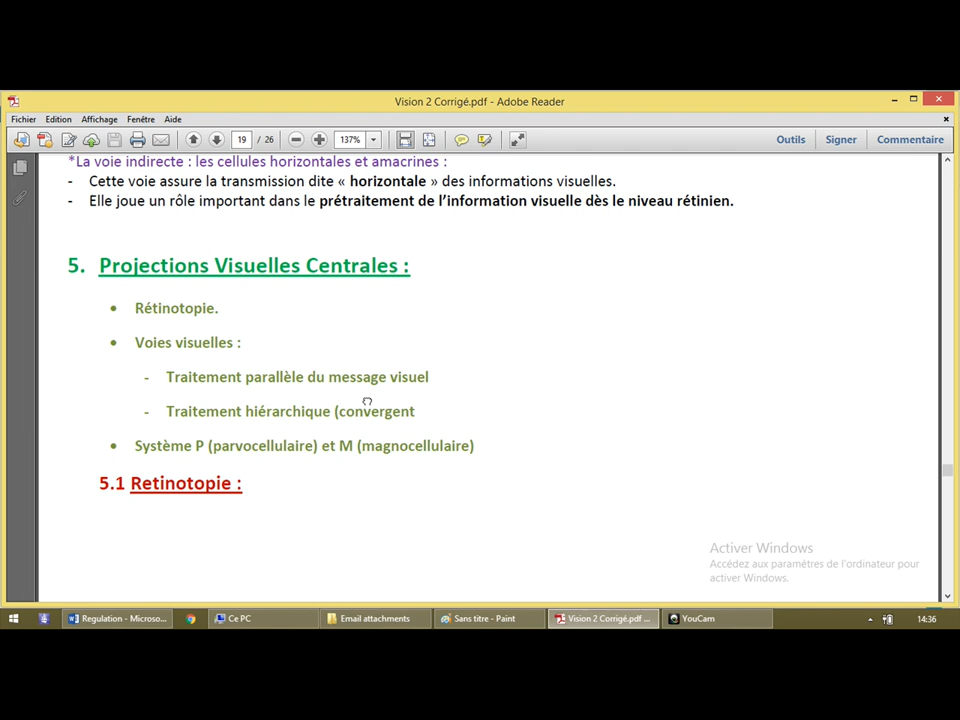 Vision 2 Corrigé.pdf - Adobe Reader
Fichier Edition Affichage Fenêtre Aide
19 / 26 137% Outils Signer Commentaire
*La voie indirecte : les cellules horizontales et amacrines :
- Cette voie assure la transmission dite « horizontale » des informations visuelles.
- Elle joue un rôle important dans le prétraitement de l’information visuelle dès le niveau rétinien.
5. Projections Visuelles Centrales :
• Rétinotopie.
• Voies visuelles :
- Traitement parallèle du message visuel
- Traitement hiérarchique (convergent
• Système P (parvocellulaire) et M (magnocellulaire)
5.1 Retinotopie :
Activer Windows
Accédez aux paramètres de l'ordinateur pour
activer Windows.
Regulation - Microso... Ce PC Email attachments Sans titre - Paint Vision 2 Corrigé.pdf ... YouCam 14:36